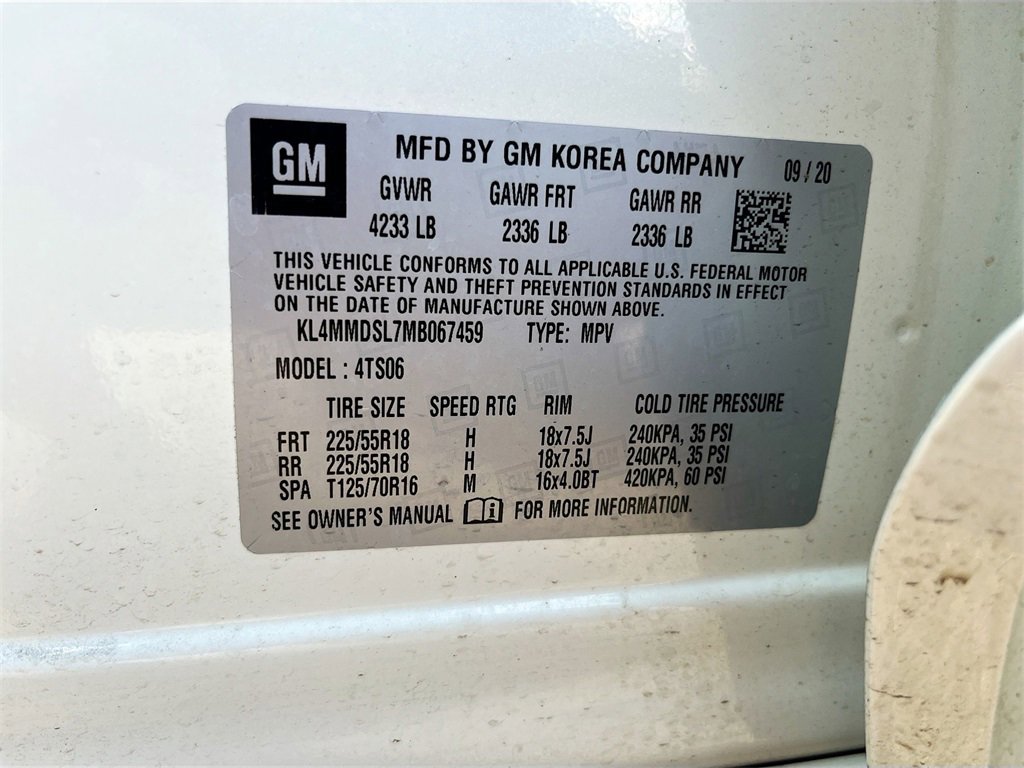 GM
MFD BY GM KOREA COMPANY 09 / 20
GVWR GAWR FRT GAWR RR
4233 LB 2336 LB 2336 LB
THIS VEHICLE CONFORMS TO ALL APPLICABLE U.S. FEDERAL MOTOR
VEHICLE SAFETY AND THEFT PREVENTION STANDARDS IN EFFECT
ON THE DATE OF MANUFACTURE SHOWN ABOVE.
KL4MMDSL7MB067459 TYPE: MPV
MODEL : 4TS06
TIRE SIZE SPEED RTG RIM COLD TIRE PRESSURE
FRT 225/55R18 H 18x7.5J 240KPA, 35 PSI
RR 225/55R18 H 18x7.5J 240KPA, 35 PSI
SPA T125/70R16 M 16x4.0BT 420KPA, 60 PSI
SEE OWNER'S MANUAL i FOR MORE INFORMATION.